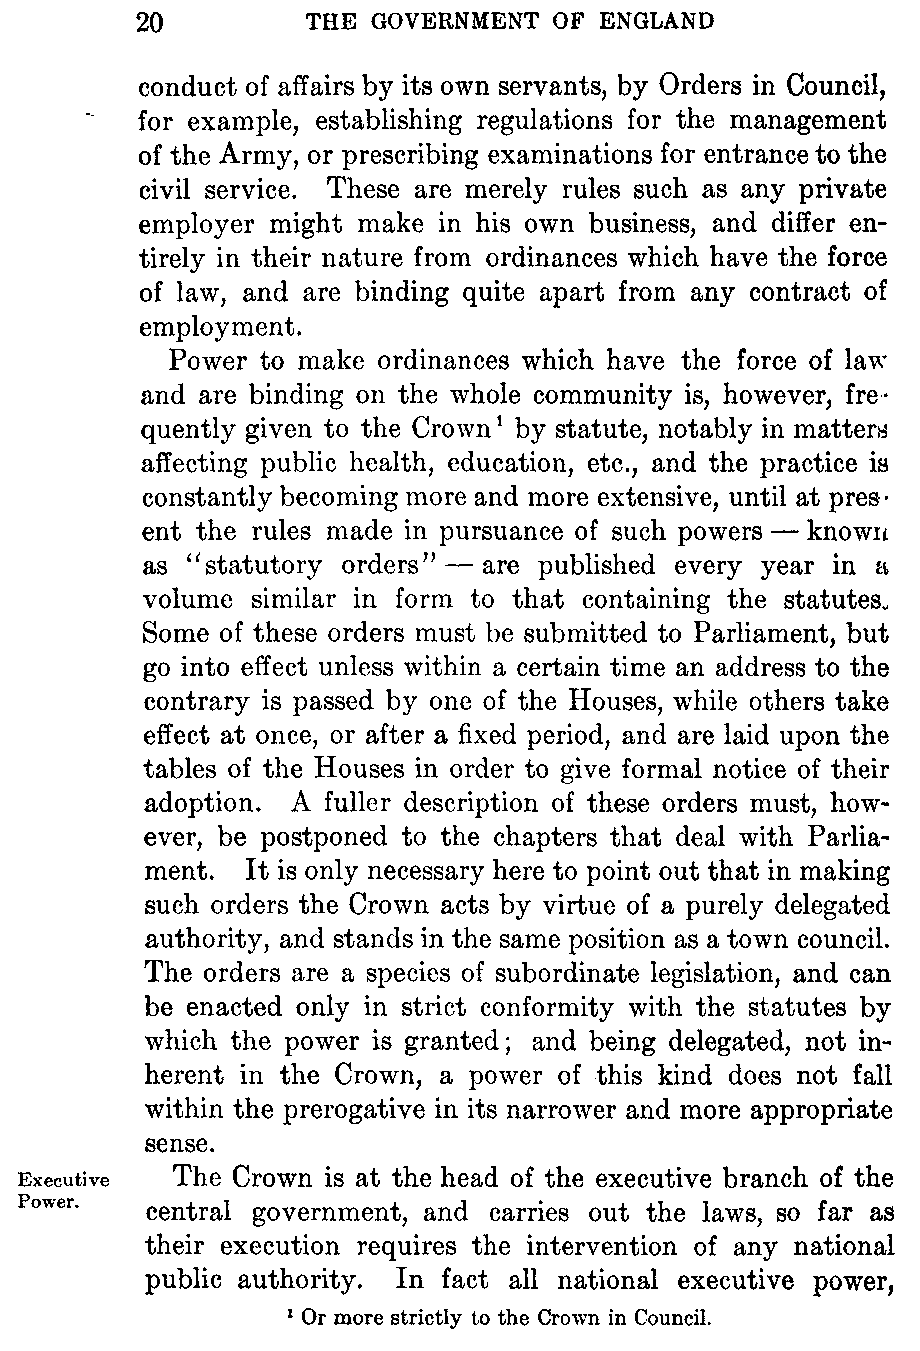 20 THE GOVERNMENT OF ENGLAND
conduct of affairs by its own servants, by Orders in Council,
for example, establishing regulations for the management
of the Army, or prescribing examinations for entrance to the
civil service. These are merely rules such as any private
employer might make in his own business, and differ en-
tirely in their nature from ordinances which have the force
of law, and are binding quite apart from any contract of
employment.
Power to make ordinances which have the force of law
and are binding on the whole community is, however, fre-
quently given to the Crown¹ by statute, notably in matters
affecting public health, education, etc., and the practice is
constantly becoming more and more extensive, until at pres-
ent the rules made in pursuance of such powers — known
as "statutory orders" — are published every year in a
volume similar in form to that containing the statutes.
Some of these orders must be submitted to Parliament, but
go into effect unless within a certain time an address to the
contrary is passed by one of the Houses, while others take
effect at once, or after a fixed period, and are laid upon the
tables of the Houses in order to give formal notice of their
adoption. A fuller description of these orders must, how-
ever, be postponed to the chapters that deal with Parlia-
ment. It is only necessary here to point out that in making
such orders the Crown acts by virtue of a purely delegated
authority, and stands in the same position as a town council.
The orders are a species of subordinate legislation, and can
be enacted only in strict conformity with the statutes by
which the power is granted; and being delegated, not in-
herent in the Crown, a power of this kind does not fall
within the prerogative in its narrower and more appropriate
sense.
Executive
Power.
The Crown is at the head of the executive branch of the
central government, and carries out the laws, so far as
their execution requires the intervention of any national
public authority. In fact all national executive power,
¹ Or more strictly to the Crown in Council.